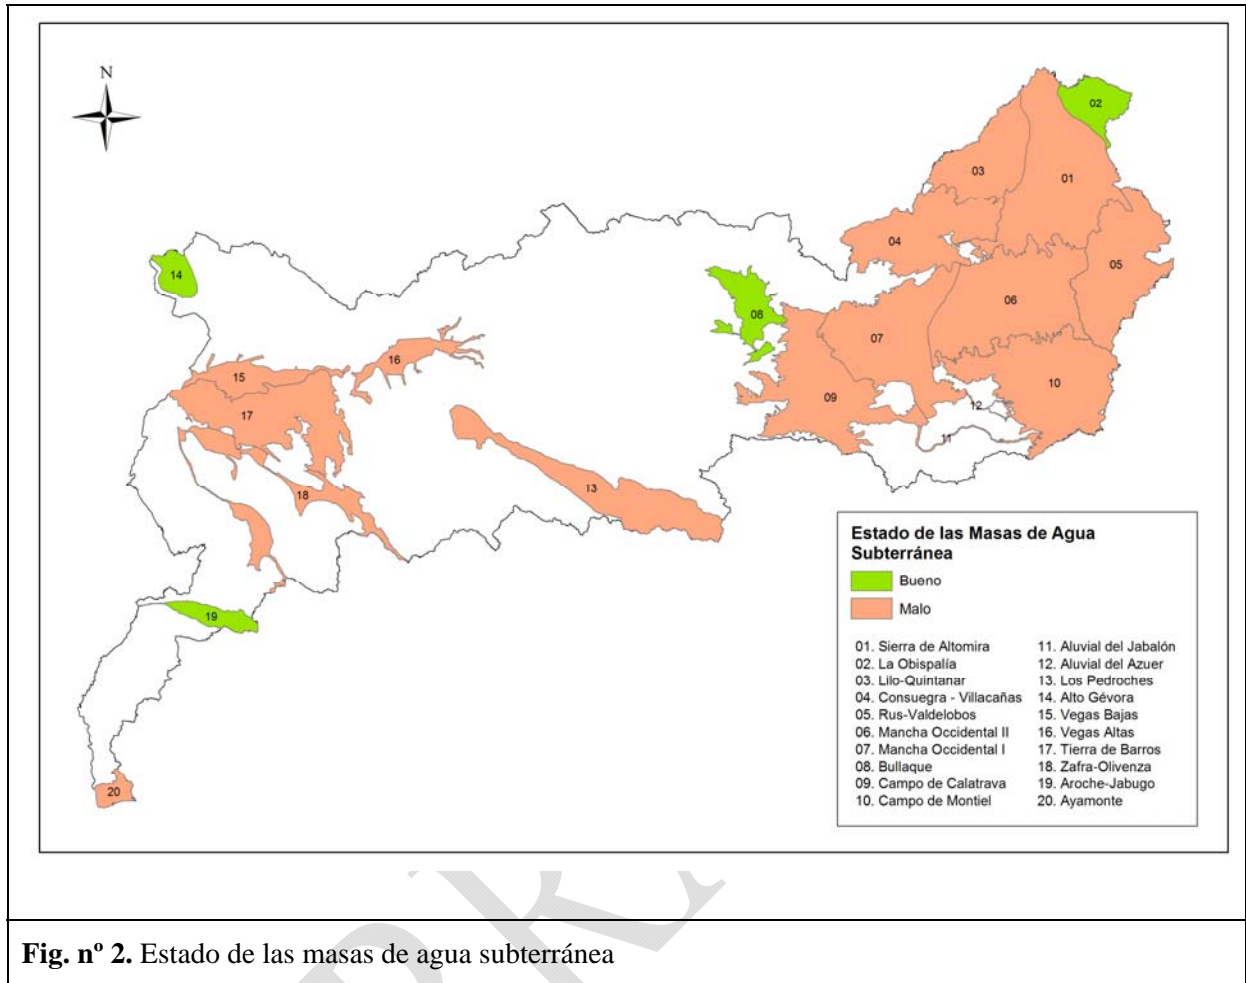 N
02
03
01
04
05
14
06
08
07
16
15
10
09
17
12
11
13
18
19
20
Estado de las Masas de Agua
Subterránea
Bueno
Malo
01. Sierra de Altomira
02. La Obispalía
03. Lilo-Quintanar
04. Consuegra - Villacañas
05. Rus-Valdelobos
06. Mancha Occidental II
07. Mancha Occidental I
08. Bullaque
09. Campo de Calatrava
10. Campo de Montiel
11. Aluvial del Jabalón
12. Aluvial del Azuer
13. Los Pedroches
14. Alto Gévora
15. Vegas Bajas
16. Vegas Altas
17. Tierra de Barros
18. Zafra-Olivenza
19. Aroche-Jabugo
20. Ayamonte
Fig. nº 2. Estado de las masas de agua subterránea